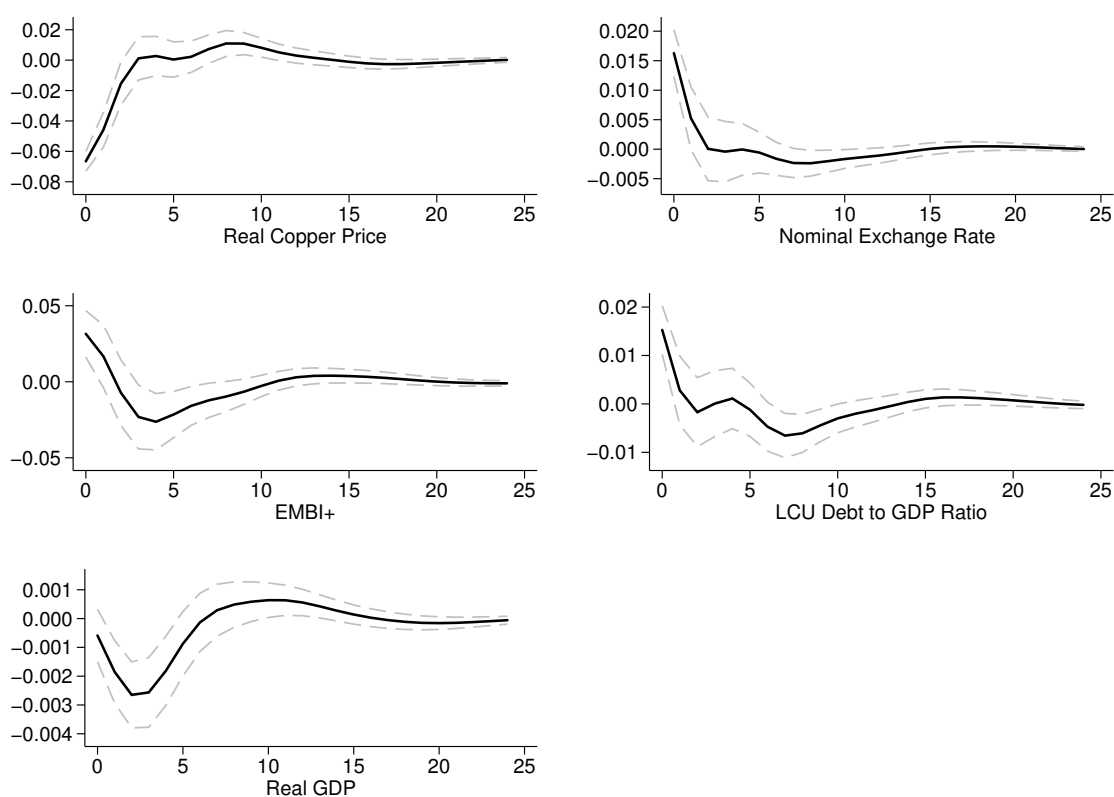 0.02
0.00
−0.02
−0.04
−0.06
−0.08
0 5 10 15 20 25
Real Copper Price
0.020
0.015
0.010
0.005
0.000
−0.005
0 5 10 15 20 25
Nominal Exchange Rate
0.05
0.00
−0.05
0 5 10 15 20 25
EMBI+
0.02
0.01
0.00
−0.01
0 5 10 15 20 25
LCU Debt to GDP Ratio
0.001
0.000
−0.001
−0.002
−0.003
−0.004
0 5 10 15 20 25
Real GDP